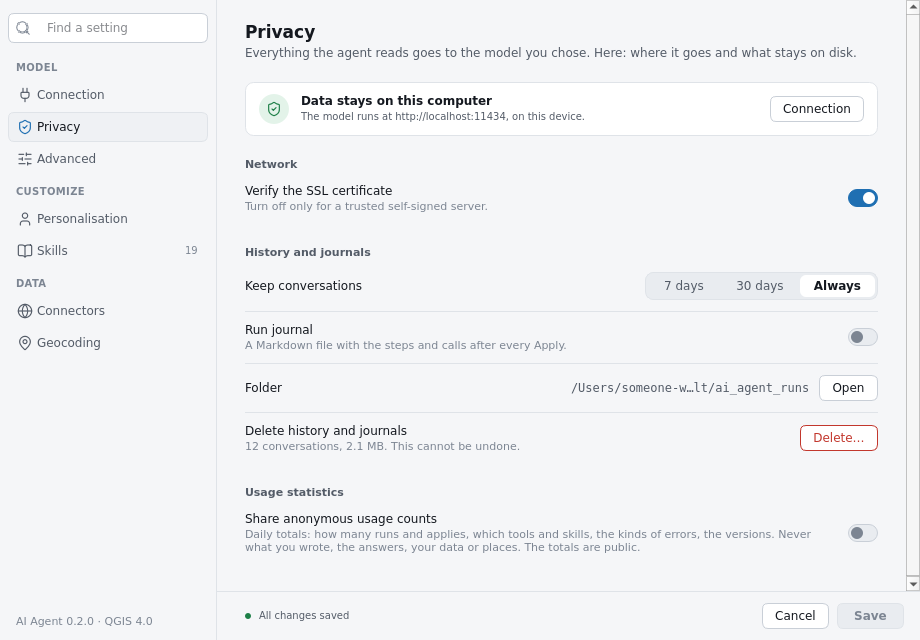 Find a setting
MODEL
Connection
Privacy
Advanced
CUSTOMIZE
Personalisation
Skills 19
DATA
Connectors
Geocoding
AI Agent 0.2.0 · QGIS 4.0
Privacy
Everything the agent reads goes to the model you chose. Here: where it goes and what stays on disk.
Data stays on this computer
The model runs at http://localhost:11434, on this device.
Connection
Network
Verify the SSL certificate
Turn off only for a trusted self-signed server.
History and journals
Keep conversations 7 days 30 days Always
Run journal
A Markdown file with the steps and calls after every Apply.
Folder /Users/someone-w…lt/ai_agent_runs Open
Delete history and journals
12 conversations, 2.1 MB. This cannot be undone.
Delete…
Usage statistics
Share anonymous usage counts
Daily totals: how many runs and applies, which tools and skills, the kinds of errors, the versions. Never
what you wrote, the answers, your data or places. The totals are public.
All changes saved
Cancel Save